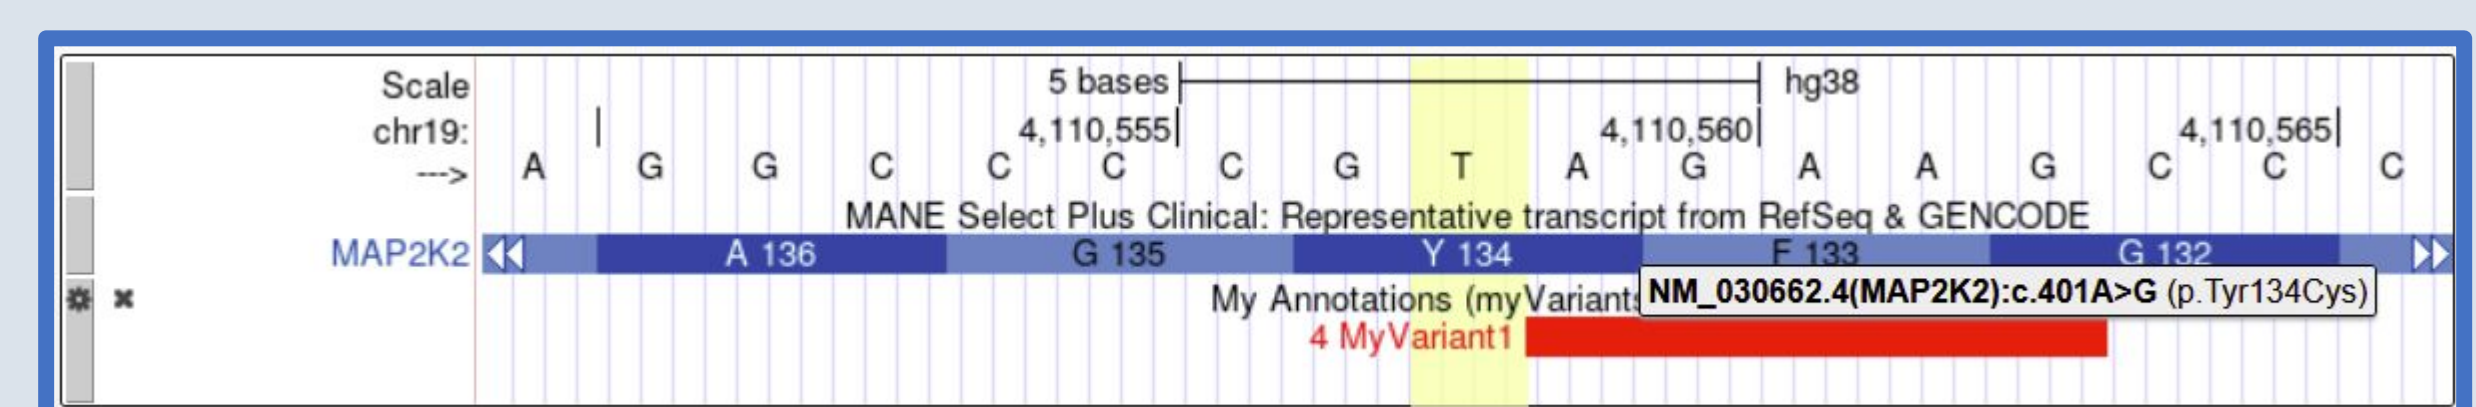 Scale 5 bases hg38
chr19: 4,110,555 4,110,560 4,110,565
---> A G G C C C C G T A G A A G C C C
MANE Select Plus Clinical: Representative transcript from RefSeq & GENCODE
MAP2K2 A 136 G 135 Y 134 F 133 G 132
My Annotations (myVariants
NM_030662.4(MAP2K2):c.401A>G (p.Tyr134Cys)
4 MyVariant1